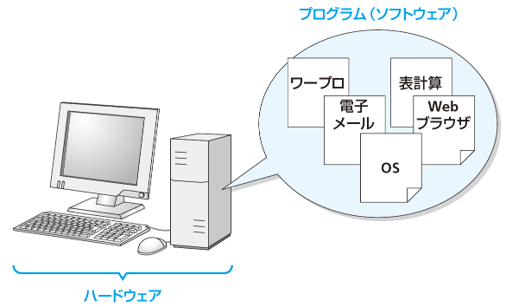 プログラム（ソフトウェア）
ワープロ
表計算
電子
メール
Web
ブラウザ
OS
ハードウェア